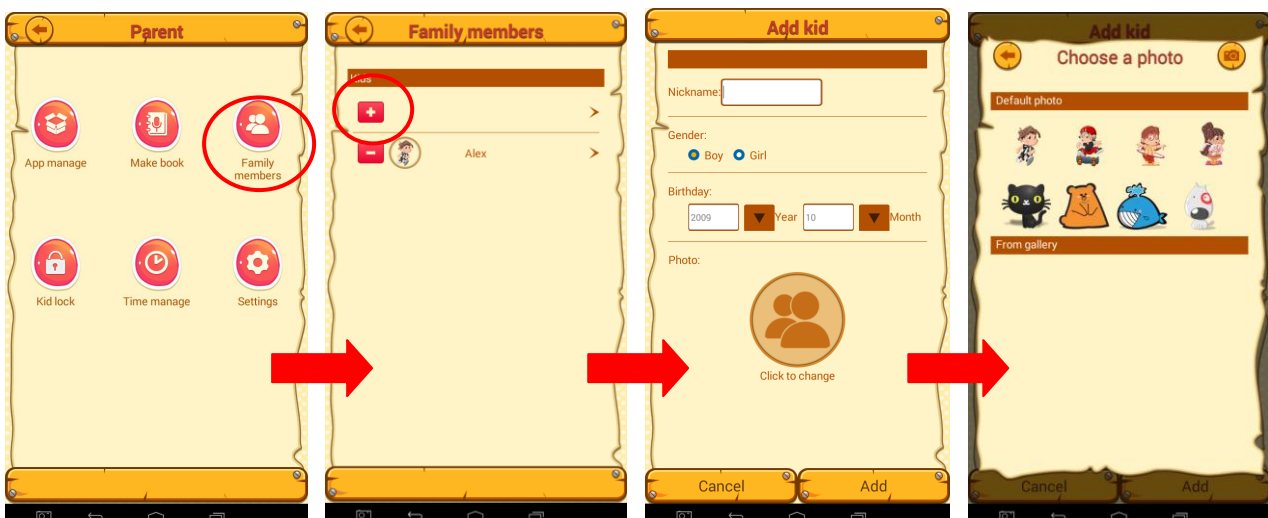 Parent
App manage
Make book
Family
members
Kid lock
Time manage
Settings
Family members
Kids
Alex
Add kid
Nickname:
Gender:
Boy Girl
Birthday:
2009 Year 10 Month
Photo:
Click to change
Cancel Add
Add kid
Choose a photo
Default photo
From gallery
Cancel Add